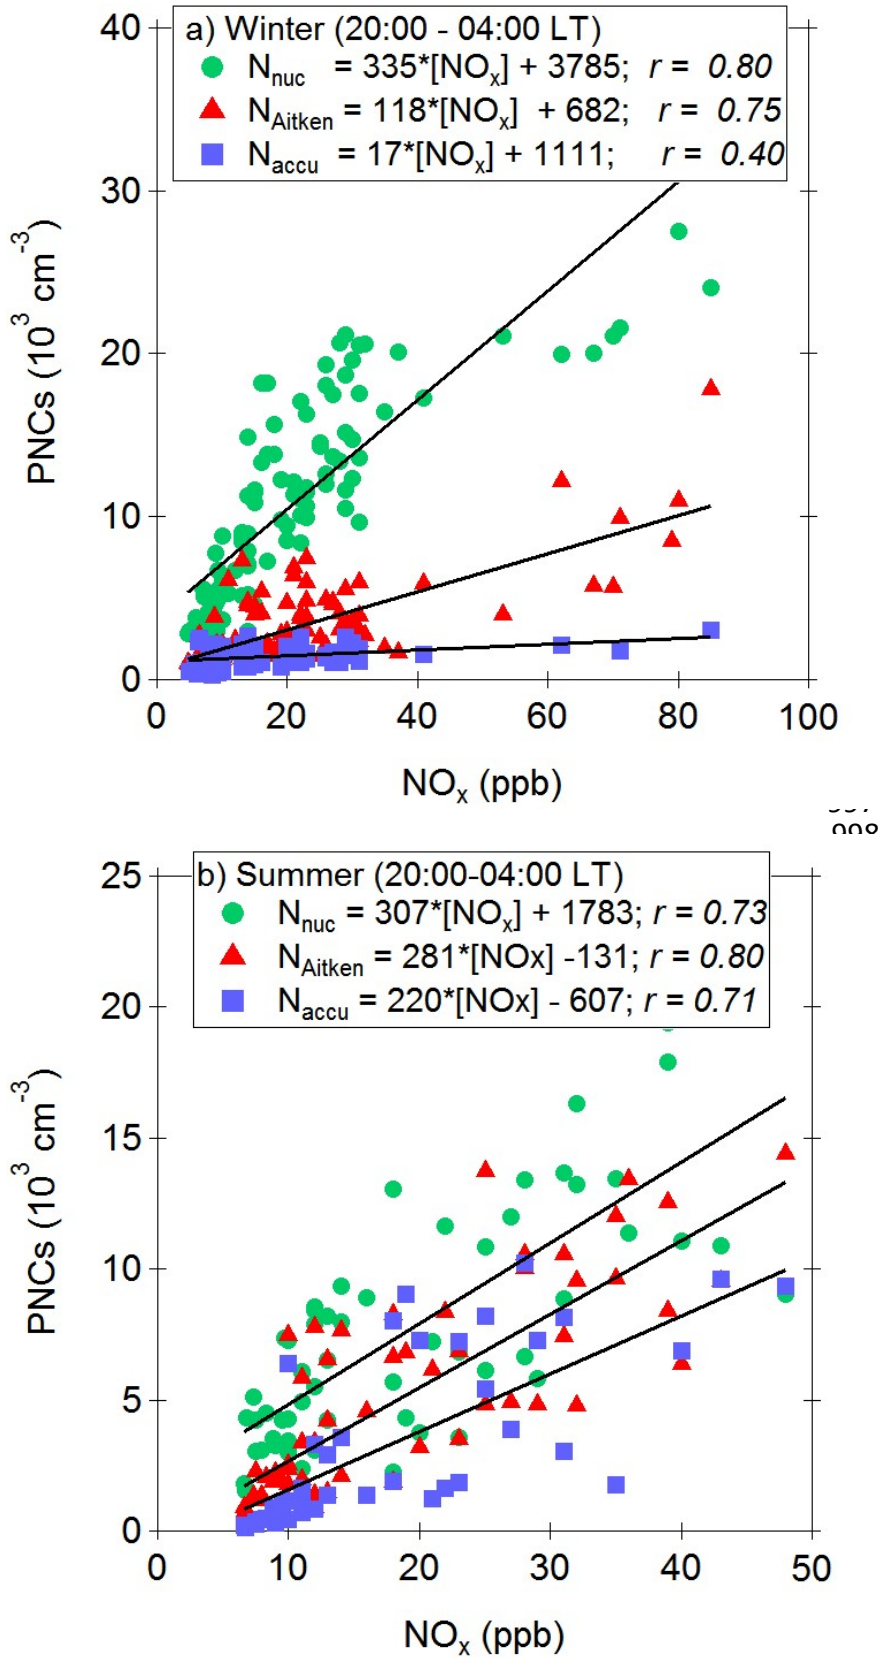 a) Winter (20:00 - 04:00 LT)
Nnuc = 335*[NOx] + 3785; r = 0.80
NAitken = 118*[NOx] + 682; r = 0.75
Naccu = 17*[NOx] + 1111; r = 0.40
40
30
20
10
0
PNCs (10³ cm⁻³)
0 20 40 60 80 100
NOx (ppb)
998
b) Summer (20:00-04:00 LT)
Nnuc = 307*[NOx] + 1783; r = 0.73
NAitken = 281*[NOx] -131; r = 0.80
Naccu = 220*[NOx] - 607; r = 0.71
25
20
15
10
5
0
PNCs (10³ cm⁻³)
0 10 20 30 40 50
NOx (ppb)